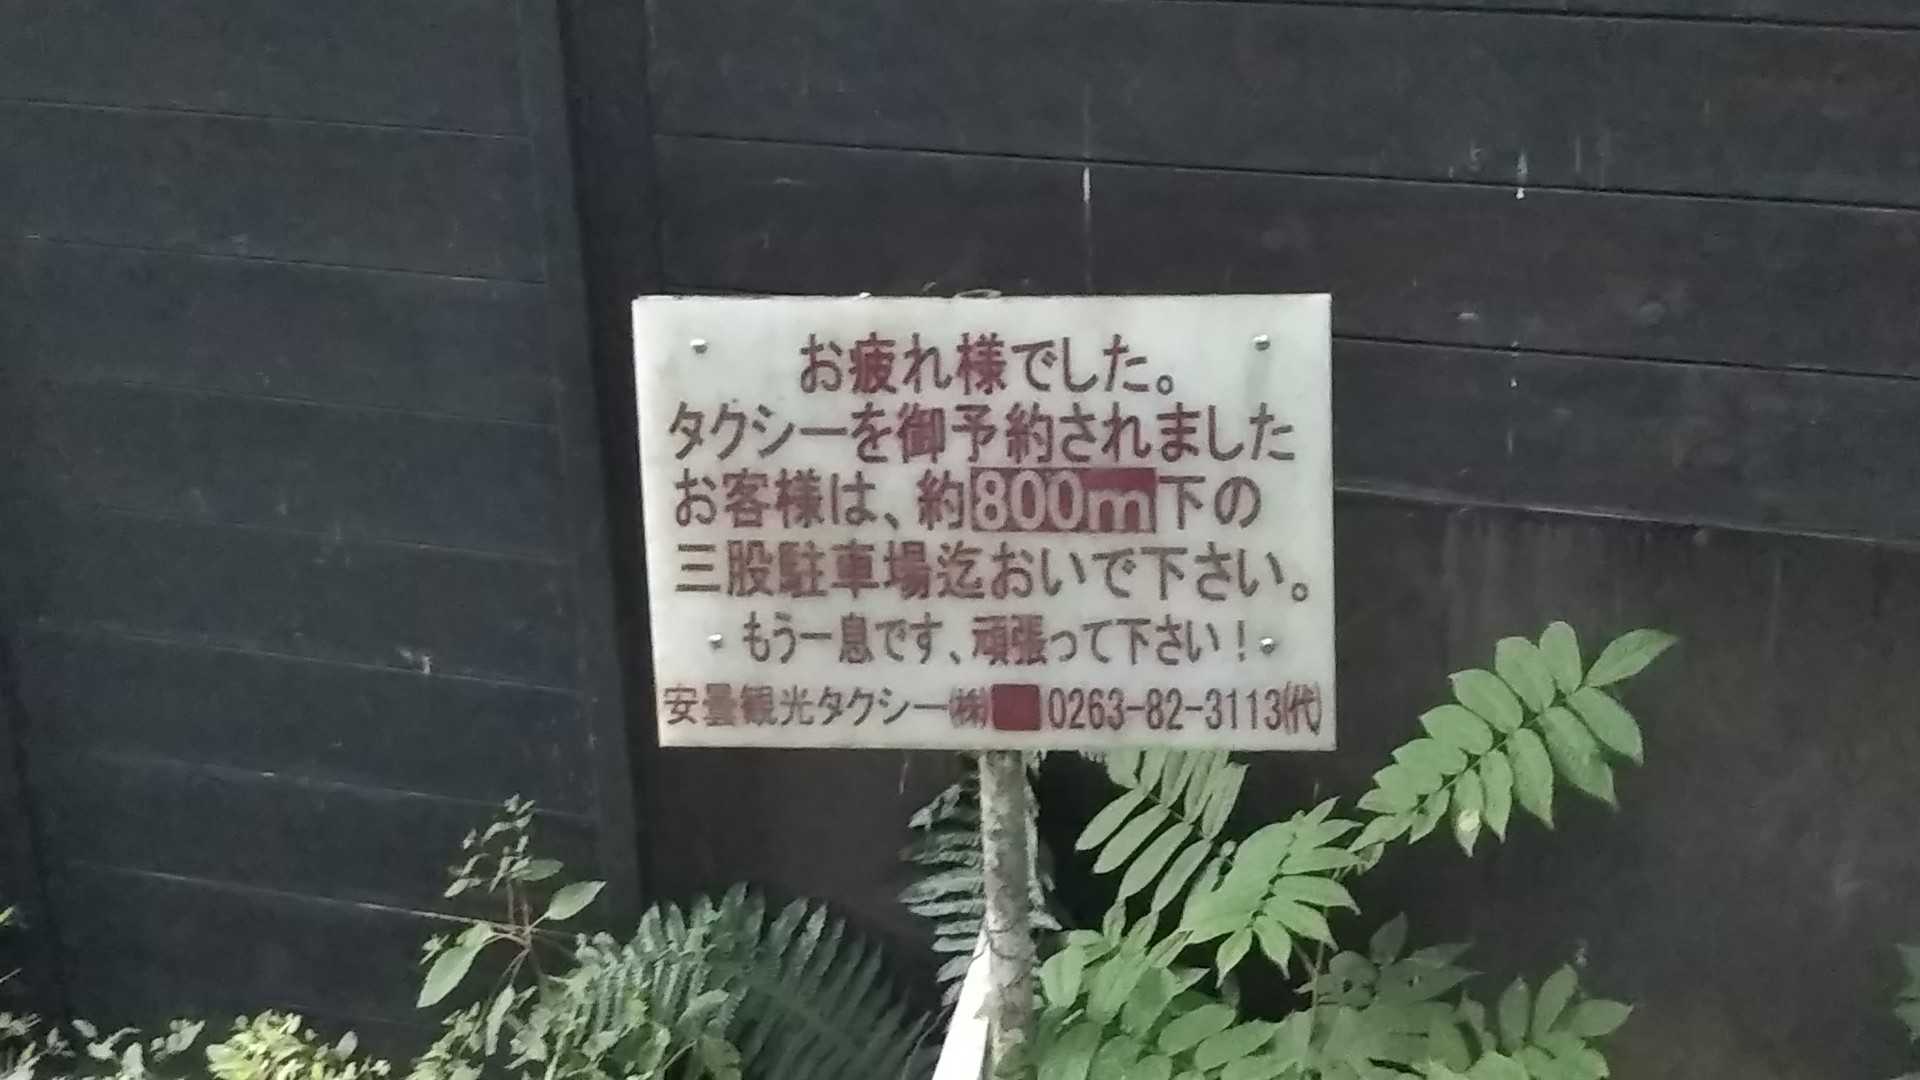 お疲れ様でした。
タクシーを御予約されました
お客様は、約800m下の
三股駐車場迄おいで下さい。
もう一息です、頑張って下さい！
安曇観光タクシー㈱ 0263-82-3113㈹